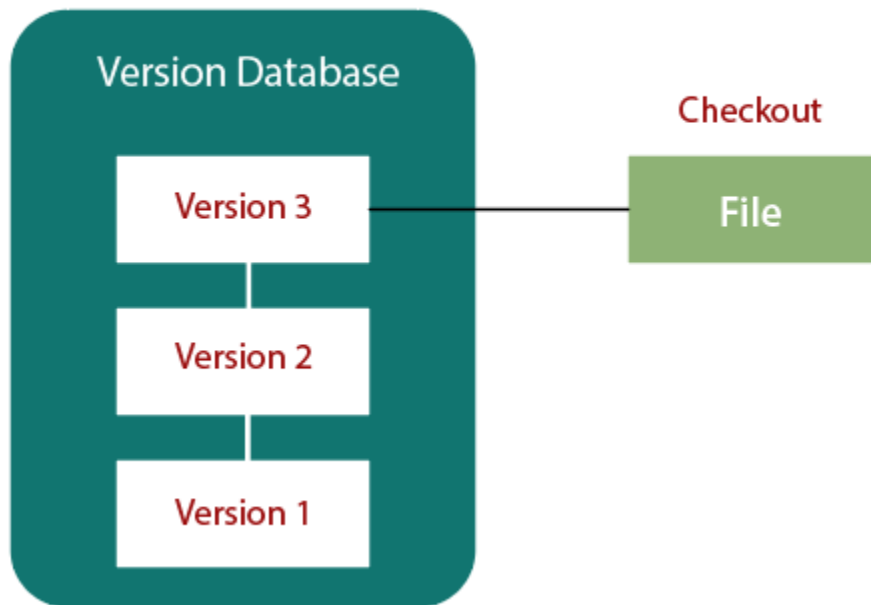 Version Database
Checkout
Version 3
File
Version 2
Version 1